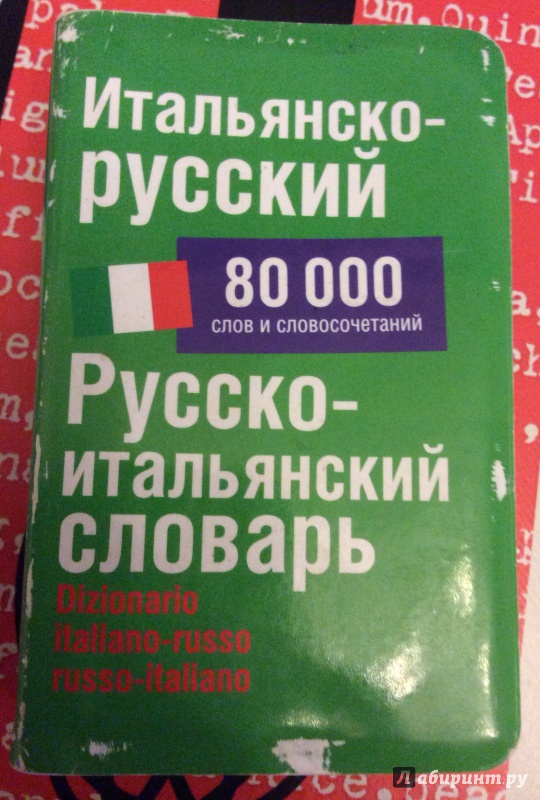 Итальянско-
русский
80 000
слов и словосочетаний
Русско-
итальянский
словарь
Dizionario
italiano-russo
russo-italiano
Лабиринт.ру